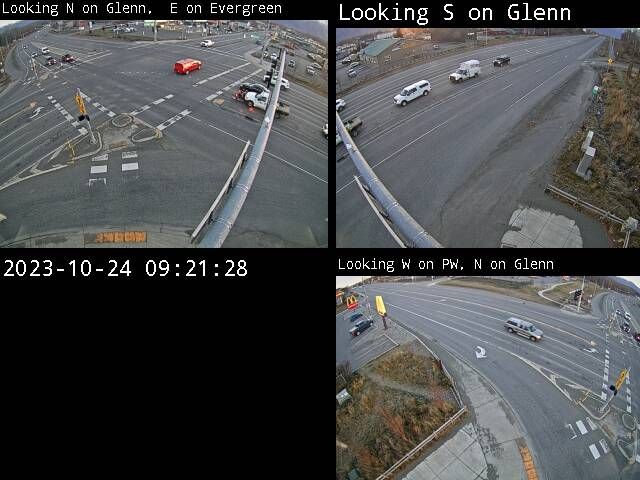 Looking N on Glenn, E on Evergreen
Looking S on Glenn
2023-10-24 09:21:28
Looking W on PW, N on Glenn